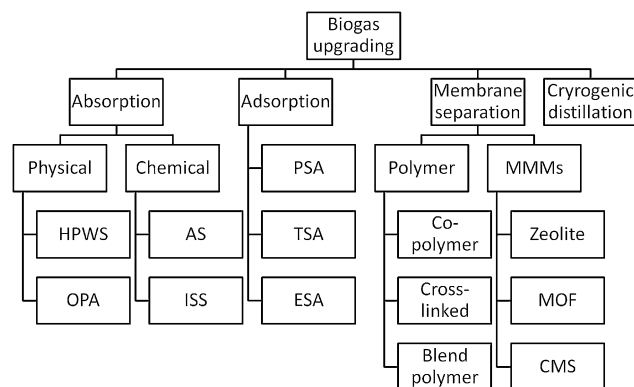 Biogas
upgrading
Absorption
Adsorption
Membrane
separation
Cryrogenic
distillation
Physical
Chemical
PSA
Polymer
MMMs
HPWS
AS
TSA
Co-
polymer
Zeolite
OPA
ISS
ESA
Cross-
linked
MOF
Blend
polymer
CMS